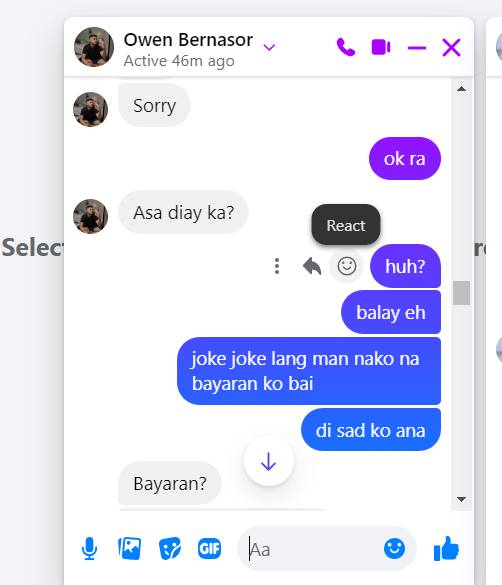 Owen Bernasor
Active 46m ago
Sorry
ok ra
Asa diay ka?
Selec
React
huh?
balay eh
joke joke lang man nako na
bayaran ko bai
di sad ko ana
Bayaran?
GIF
Aa